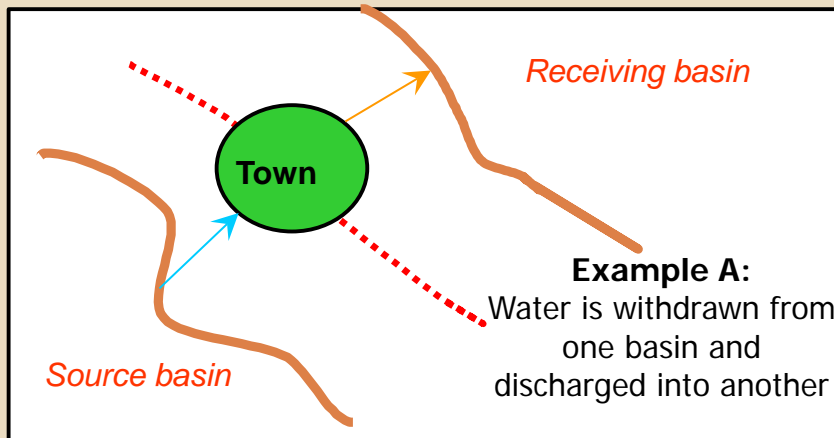 Receiving basin
Town
Example A:
Water is withdrawn from
one basin and
discharged into another
Source basin